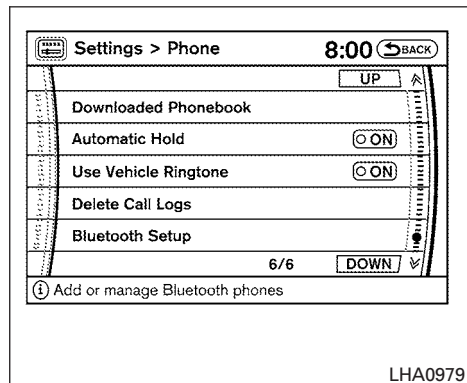 Settings > Phone 8:00 BACK
UP
Downloaded Phonebook
Automatic Hold ON
Use Vehicle Ringtone ON
Delete Call Logs
Bluetooth Setup
6/6 DOWN
i Add or manage Bluetooth phones
LHA0979